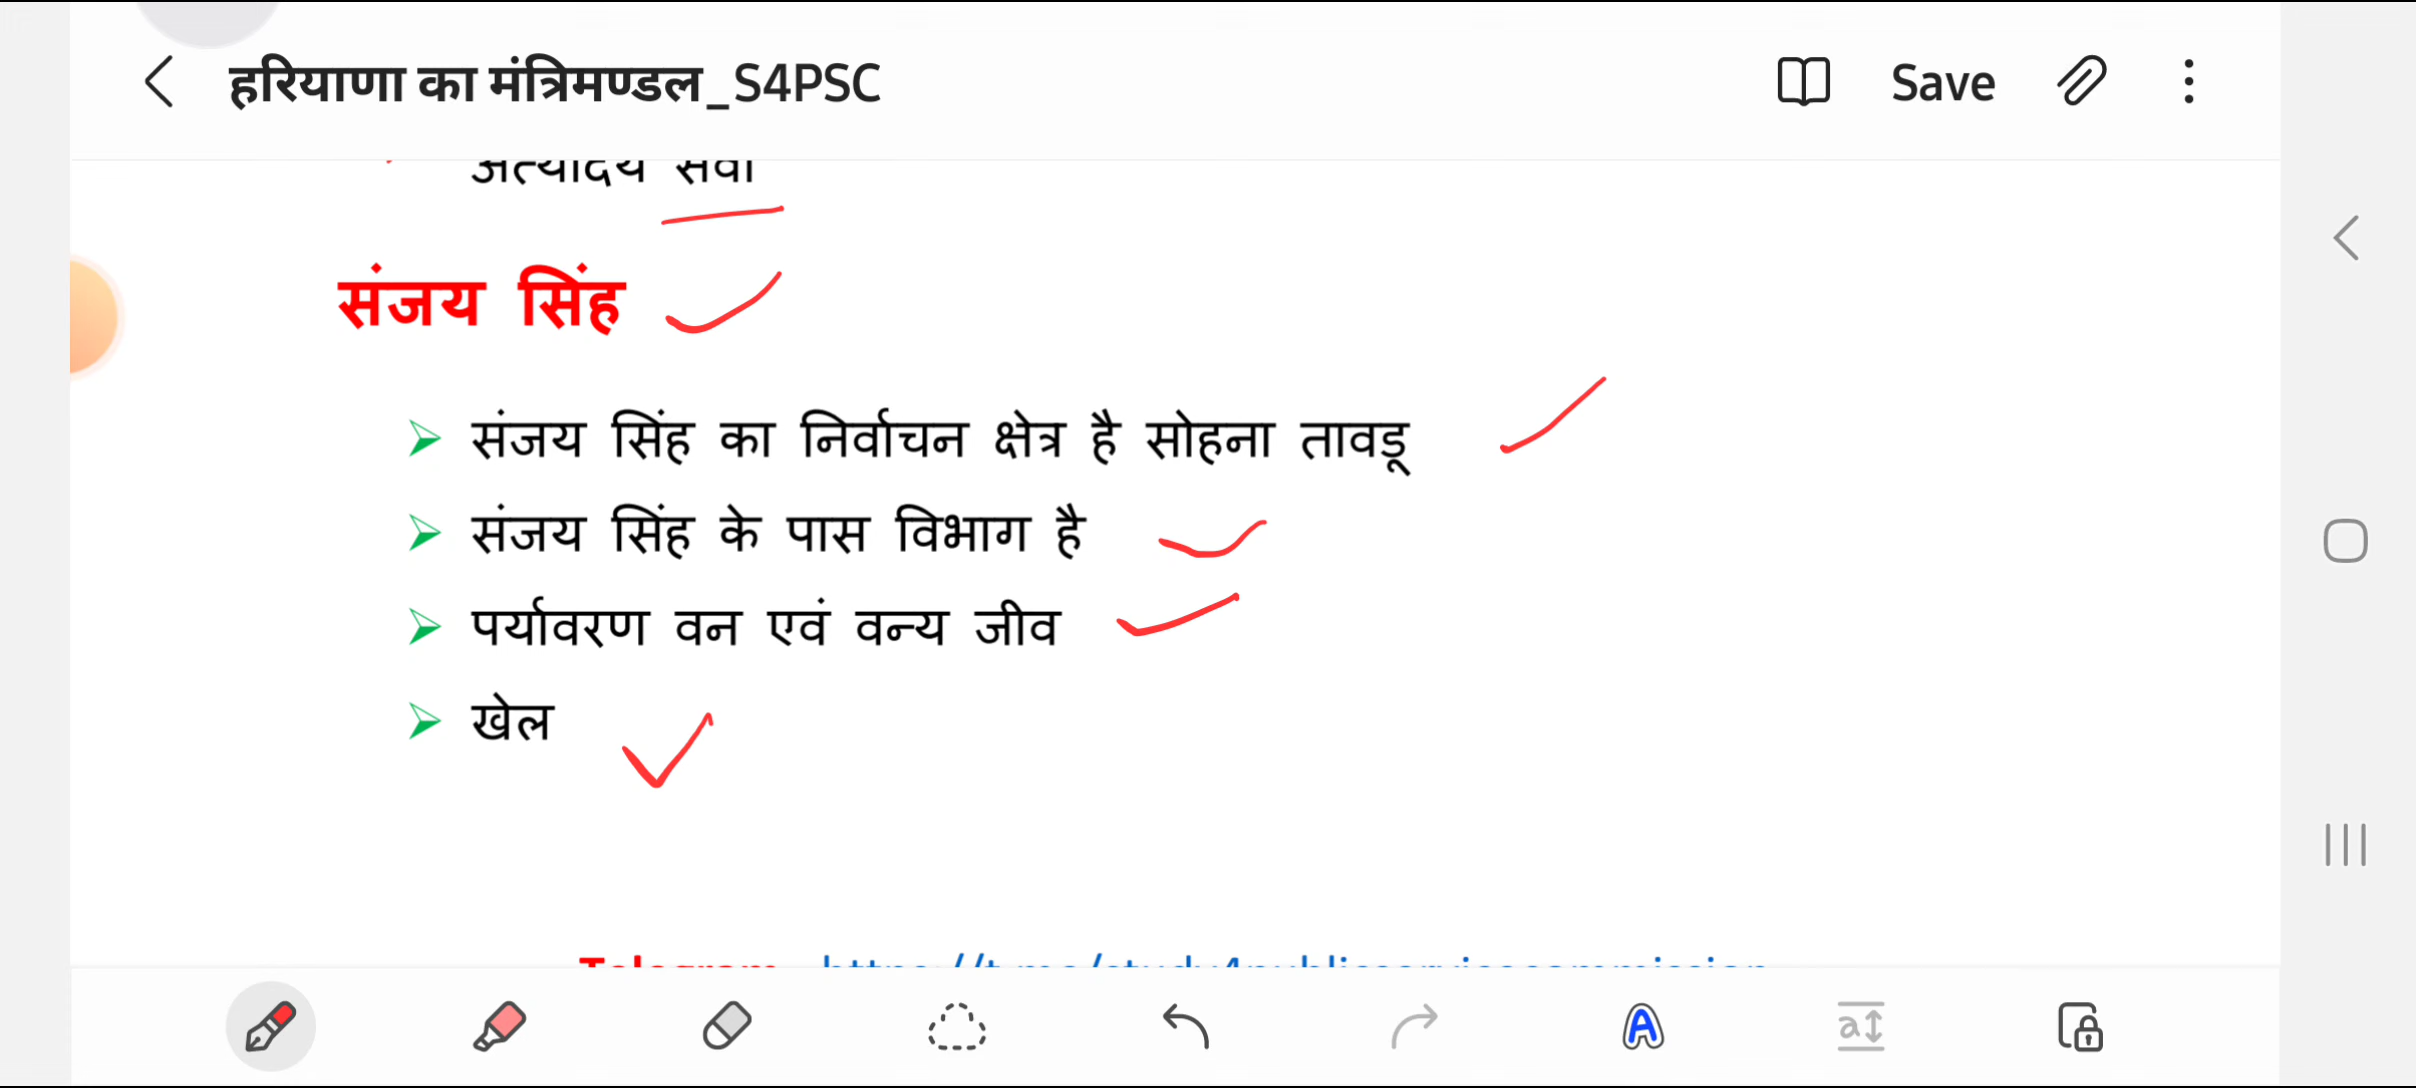 हरियाणा का मंत्रिमण्डल_S4PSC
Save
संजय सिंह
संजय सिंह का निर्वाचन क्षेत्र है सोहना तावडू
संजय सिंह के पास विभाग है
पर्यावरण वन एवं वन्य जीव
खेल